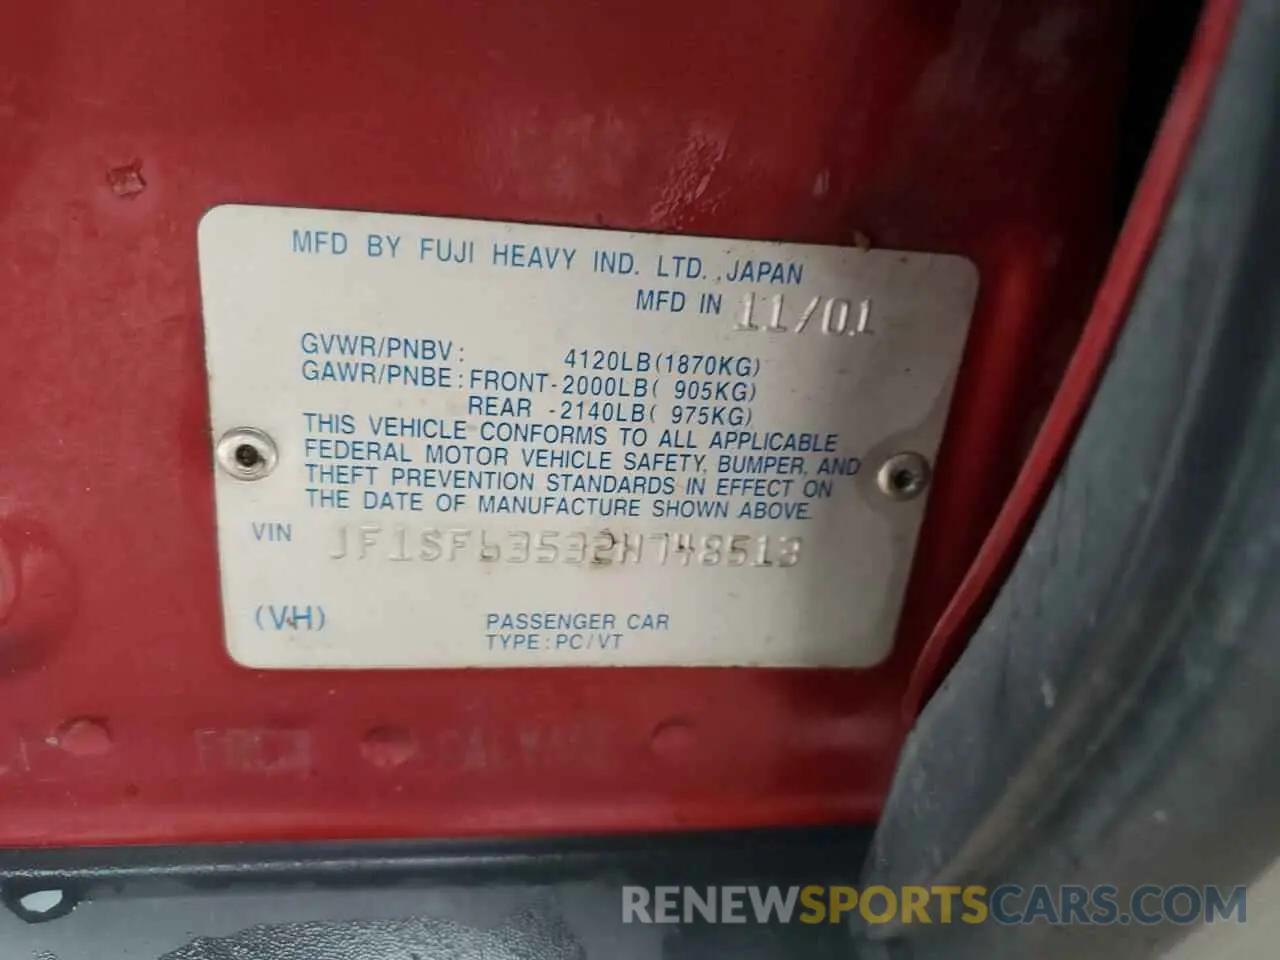 MFD BY FUJI HEAVY IND. LTD., JAPAN
MFD IN 11/01
GVWR/PNBV: 4120LB(1870KG)
GAWR/PNBE: FRONT-2000LB( 905KG)
REAR -2140LB( 975KG)
THIS VEHICLE CONFORMS TO ALL APPLICABLE
FEDERAL MOTOR VEHICLE SAFETY, BUMPER, AND
THEFT PREVENTION STANDARDS IN EFFECT ON
THE DATE OF MANUFACTURE SHOWN ABOVE.
VIN JF1SF63532H748513
(VH) PASSENGER CAR
TYPE: PC/VT
RENEWSPORTSCARS.COM